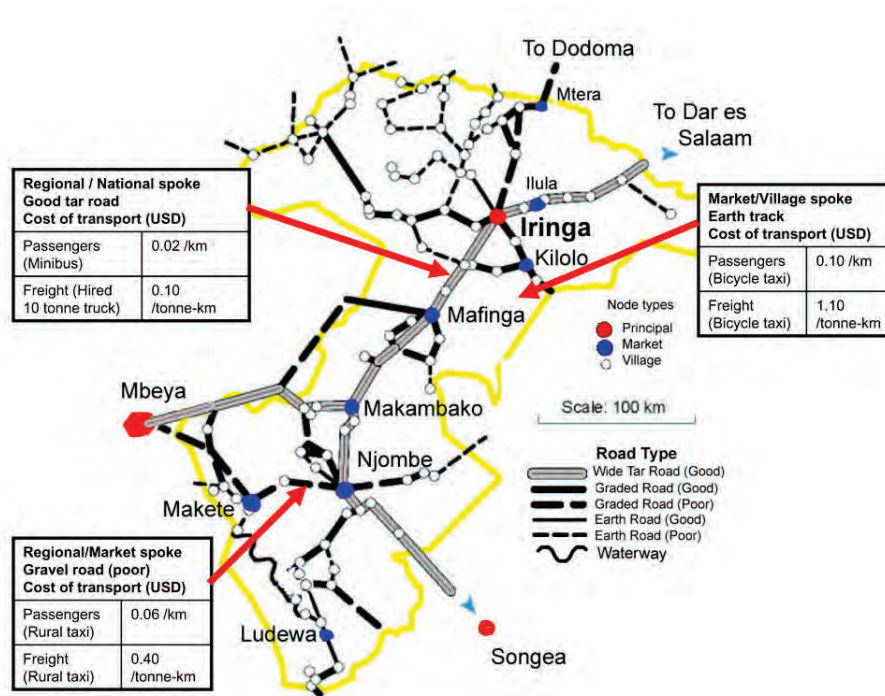 To Dodoma
Mtera
To Dar es
Salaam
Regional / National spoke
Good tar road
Cost of transport (USD)
Passengers
(Minibus)
0.02 /km
Freight (Hired
10 tonne truck)
0.10
/tonne-km
Ilula
Iringa
Kilolo
Market/Village spoke
Earth track
Cost of transport (USD)
Passengers
(Bicycle taxi)
0.10 /km
Freight
(Bicycle taxi)
1.10
/tonne-km
Mafinga
Node types
Principal
Market
Village
Mbeya
Makambako
Scale: 100 km
Njombe
Makete
Road Type
Wide Tar Road (Good)
Graded Road (Good)
Graded Road (Poor)
Earth Road (Good)
Earth Road (Poor)
Waterway
Regional/Market spoke
Gravel road (poor)
Cost of transport (USD)
Passengers
(Rural taxi)
0.06 /km
Freight
(Rural taxi)
0.40
/tonne-km
Ludewa
Songea